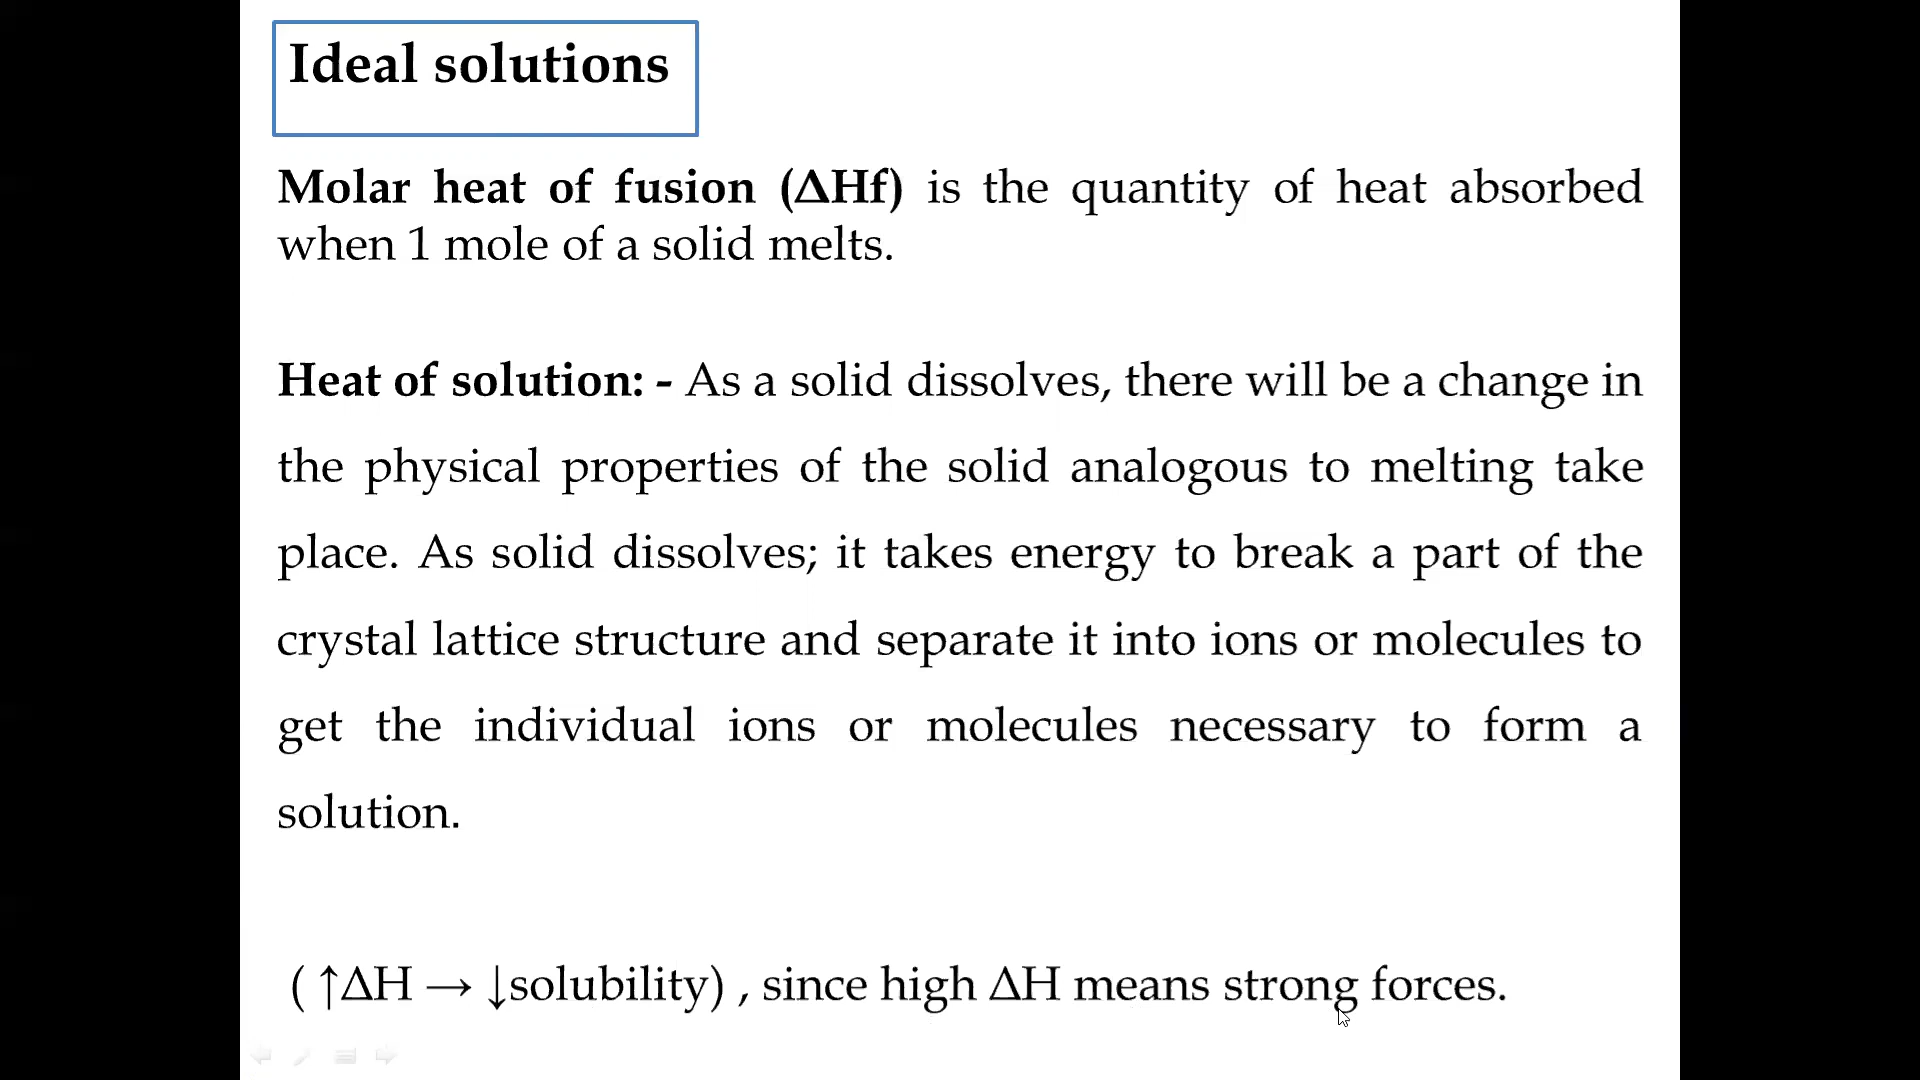 Ideal solutions
Molar heat of fusion (ΔHf) is the quantity of heat absorbed
when 1 mole of a solid melts.
Heat of solution: - As a solid dissolves, there will be a change in
the physical properties of the solid analogous to melting take
place. As solid dissolves; it takes energy to break a part of the
crystal lattice structure and separate it into ions or molecules to
get the individual ions or molecules necessary to form a
solution.
( ↑ΔH → ↓solubility) , since high ΔH means strong forces.